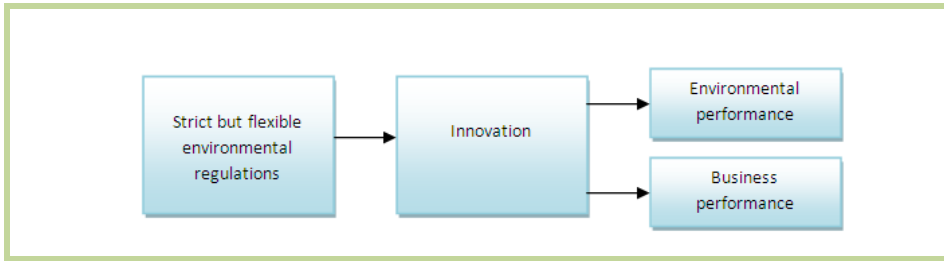 Strict but flexible
environmental
regulations
Innovation
Environmental
performance
Business
performance